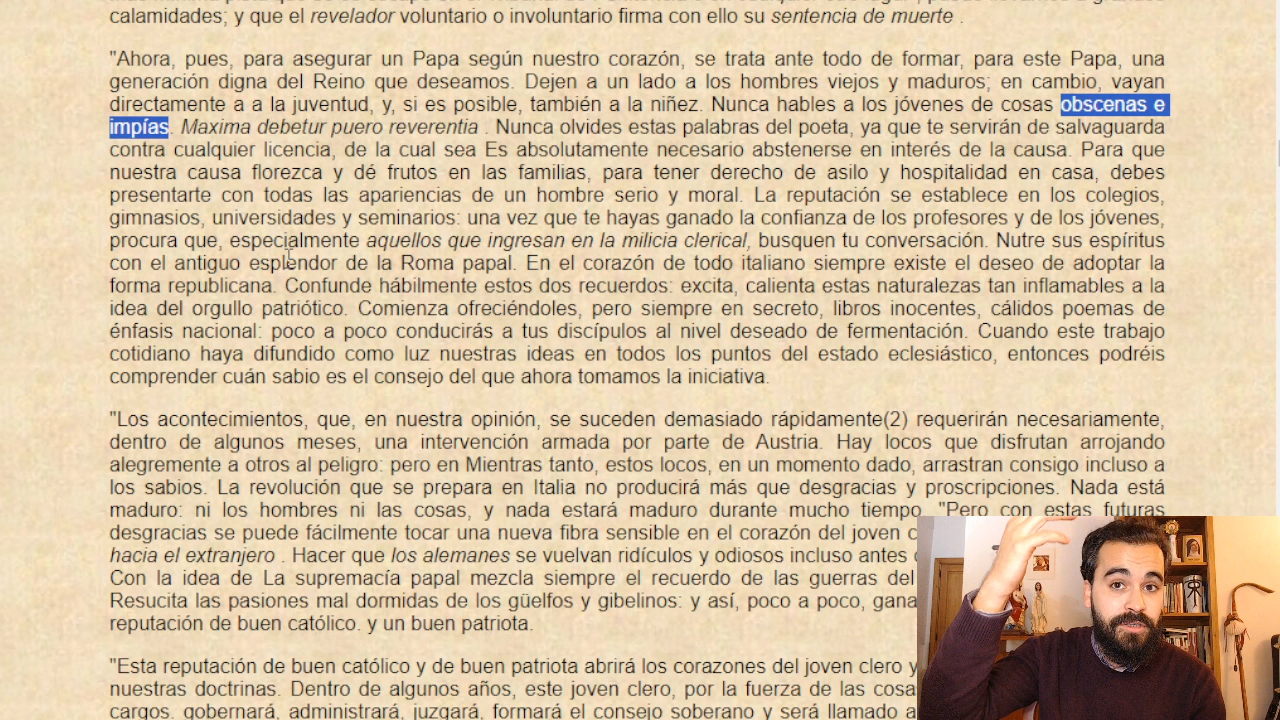 calamidades; y que el revelador voluntario o involuntario firma con ello su sentencia de muerte .
"Ahora, pues, para asegurar un Papa según nuestro corazón, se trata ante todo de formar, para este Papa, una
generación digna del Reino que deseamos. Dejen a un lado a los hombres viejos y maduros; en cambio, vayan
directamente a a la juventud, y, si es posible, también a la niñez. Nunca hables a los jóvenes de cosas obscenas e
impías. Maxima debetur puero reverentia . Nunca olvides estas palabras del poeta, ya que te servirán de salvaguarda
contra cualquier licencia, de la cual sea Es absolutamente necesario abstenerse en interés de la causa. Para que
nuestra causa florezca y dé frutos en las familias, para tener derecho de asilo y hospitalidad en casa, debes
presentarte con todas las apariencias de un hombre serio y moral. La reputación se establece en los colegios,
gimnasios, universidades y seminarios: una vez que te hayas ganado la confianza de los profesores y de los jóvenes,
procura que, especialmente aquellos que ingresan en la milicia clerical, busquen tu conversación. Nutre sus espíritus
con el antiguo esplendor de la Roma papal. En el corazón de todo italiano siempre existe el deseo de adoptar la
forma republicana. Confunde hábilmente estos dos recuerdos: excita, calienta estas naturalezas tan inflamables a la
idea del orgullo patriótico. Comienza ofreciéndoles, pero siempre en secreto, libros inocentes, cálidos poemas de
énfasis nacional: poco a poco conducirás a tus discípulos al nivel deseado de fermentación. Cuando este trabajo
cotidiano haya difundido como luz nuestras ideas en todos los puntos del estado eclesiástico, entonces podréis
comprender cuán sabio es el consejo del que ahora tomamos la iniciativa.
"Los acontecimientos, que, en nuestra opinión, se suceden demasiado rápidamente(2) requerirán necesariamente,
dentro de algunos meses, una intervención armada por parte de Austria. Hay locos que disfrutan arrojando
alegremente a otros al peligro: pero en Mientras tanto, estos locos, en un momento dado, arrastran consigo incluso a
los sabios. La revolución que se prepara en Italia no producirá más que desgracias y proscripciones. Nada está
maduro: ni los hombres ni las cosas, y nada estará maduro durante mucho tiempo. "Pero con estas futuras
desgracias se puede fácilmente tocar una nueva fibra sensible en el corazón del joven c
hacia el extranjero . Hacer que los alemanes se vuelvan ridículos y odiosos incluso antes
Con la idea de La supremacía papal mezcla siempre el recuerdo de las guerras del
Resucita las pasiones mal dormidas de los güelfos y gibelinos: y así, poco a poco, gana
reputación de buen católico. y un buen patriota.
"Esta reputación de buen católico y de buen patriota abrirá los corazones del joven clero y
nuestras doctrinas. Dentro de algunos años, este joven clero, por la fuerza de las cosa
cargos. gobernará, administrará, juzgará, formará el consejo soberano y será llamado a